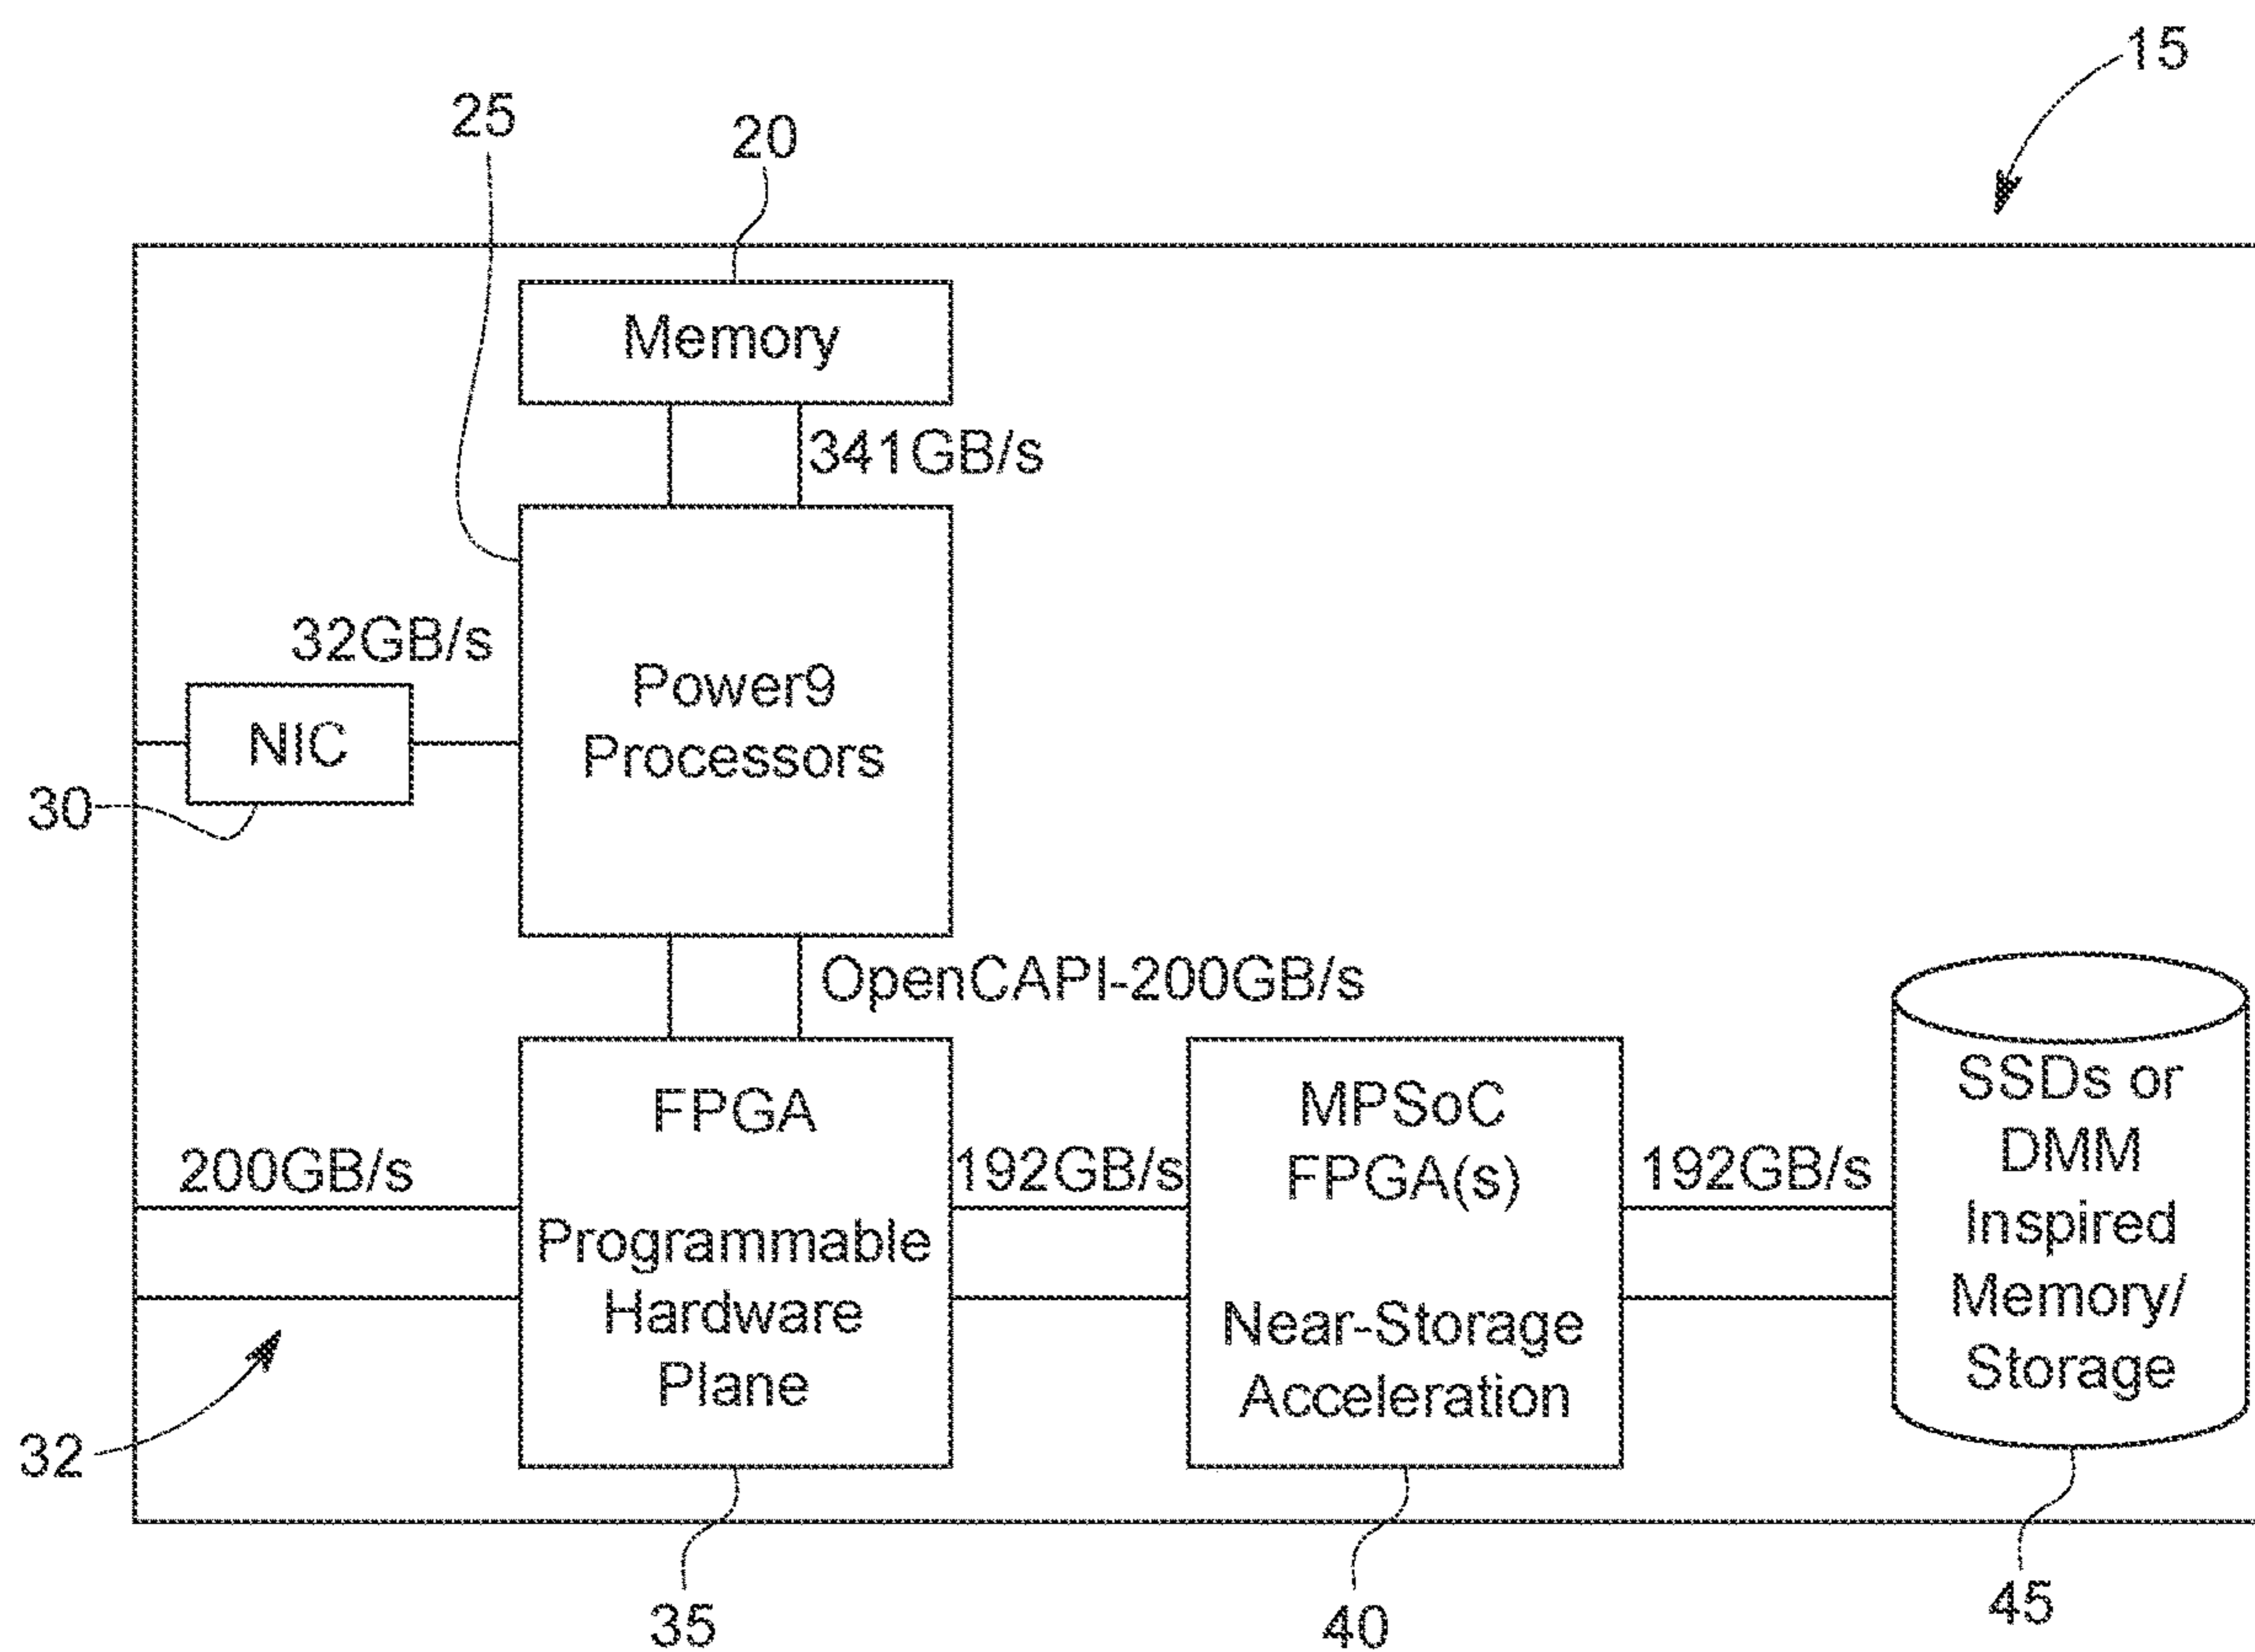 15
25
20
Memory
341GB/s
32GB/s
Power9
Processors
NIC
30
OpenCAPI-200GB/s
FPGA
Programmable
Hardware
Plane
200GB/s
192GB/s
MPSoC
FPGA(s)
Near-Storage
Acceleration
192GB/s
SSDs or
DMM
Inspired
Memory/
Storage
32
35
40
45